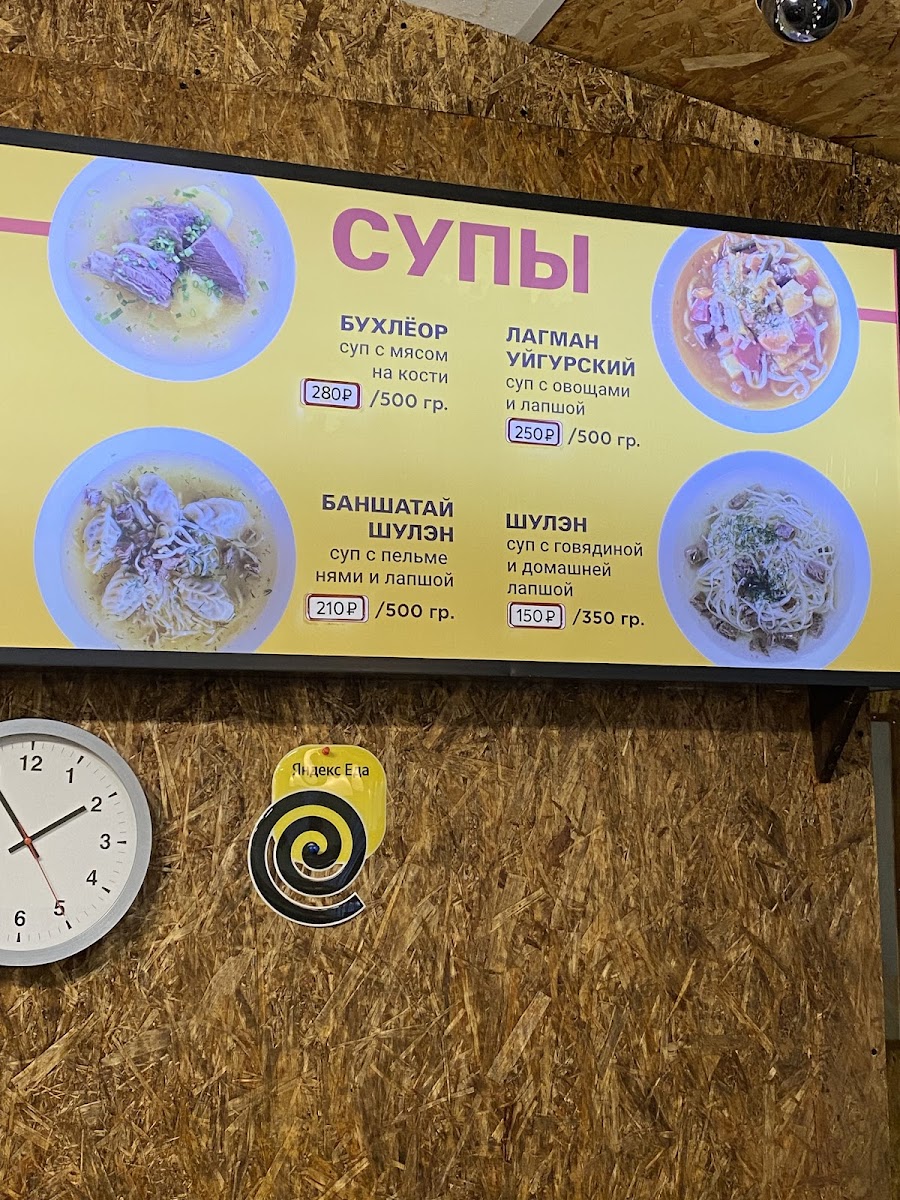 СУПЫ
БУХЛЁОР
суп с мясом
на кости
280₽ /500 гр.
ЛАГМАН
УЙГУРСКИЙ
суп с овощами
и лапшой
250₽ /500 гр.
БАНШАТАЙ
ШУЛЭН
суп с пельме
нями и лапшой
210₽ /500 гр.
ШУЛЭН
суп с говядиной
и домашней
лапшой
150₽ /350 гр.
12
1
2
3
4
5
6
Яндекс Еда